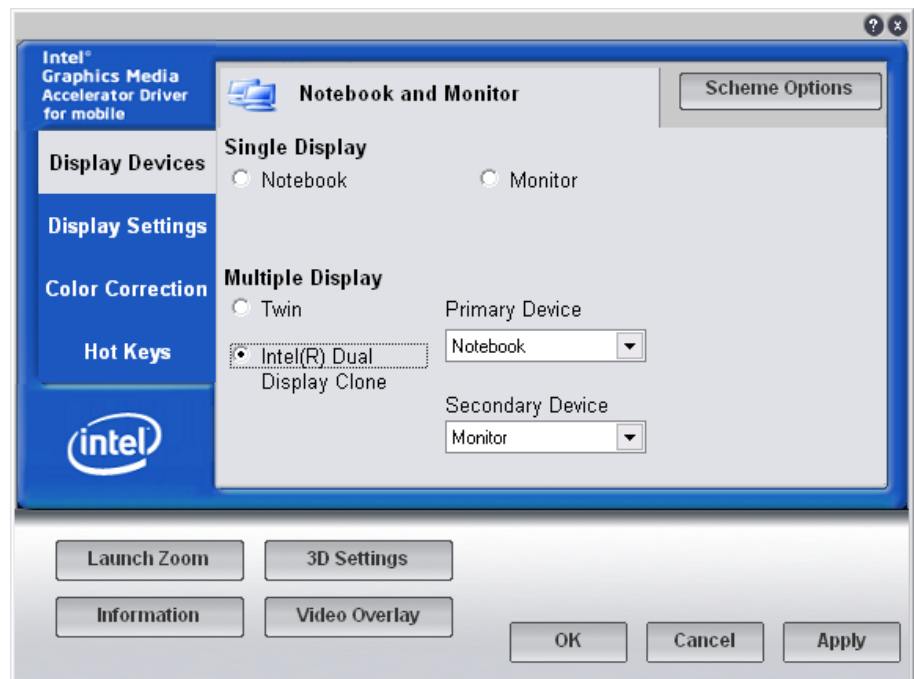 Intel®
Graphics Media
Accelerator Driver
for mobile
Notebook and Monitor
Scheme Options
Display Devices
Display Settings
Color Correction
Hot Keys
intel
Single Display
Notebook Monitor
Multiple Display
Twin
Intel(R) Dual
Display Clone
Primary Device
Notebook
Secondary Device
Monitor
Launch Zoom
3D Settings
Information
Video Overlay
OK
Cancel
Apply